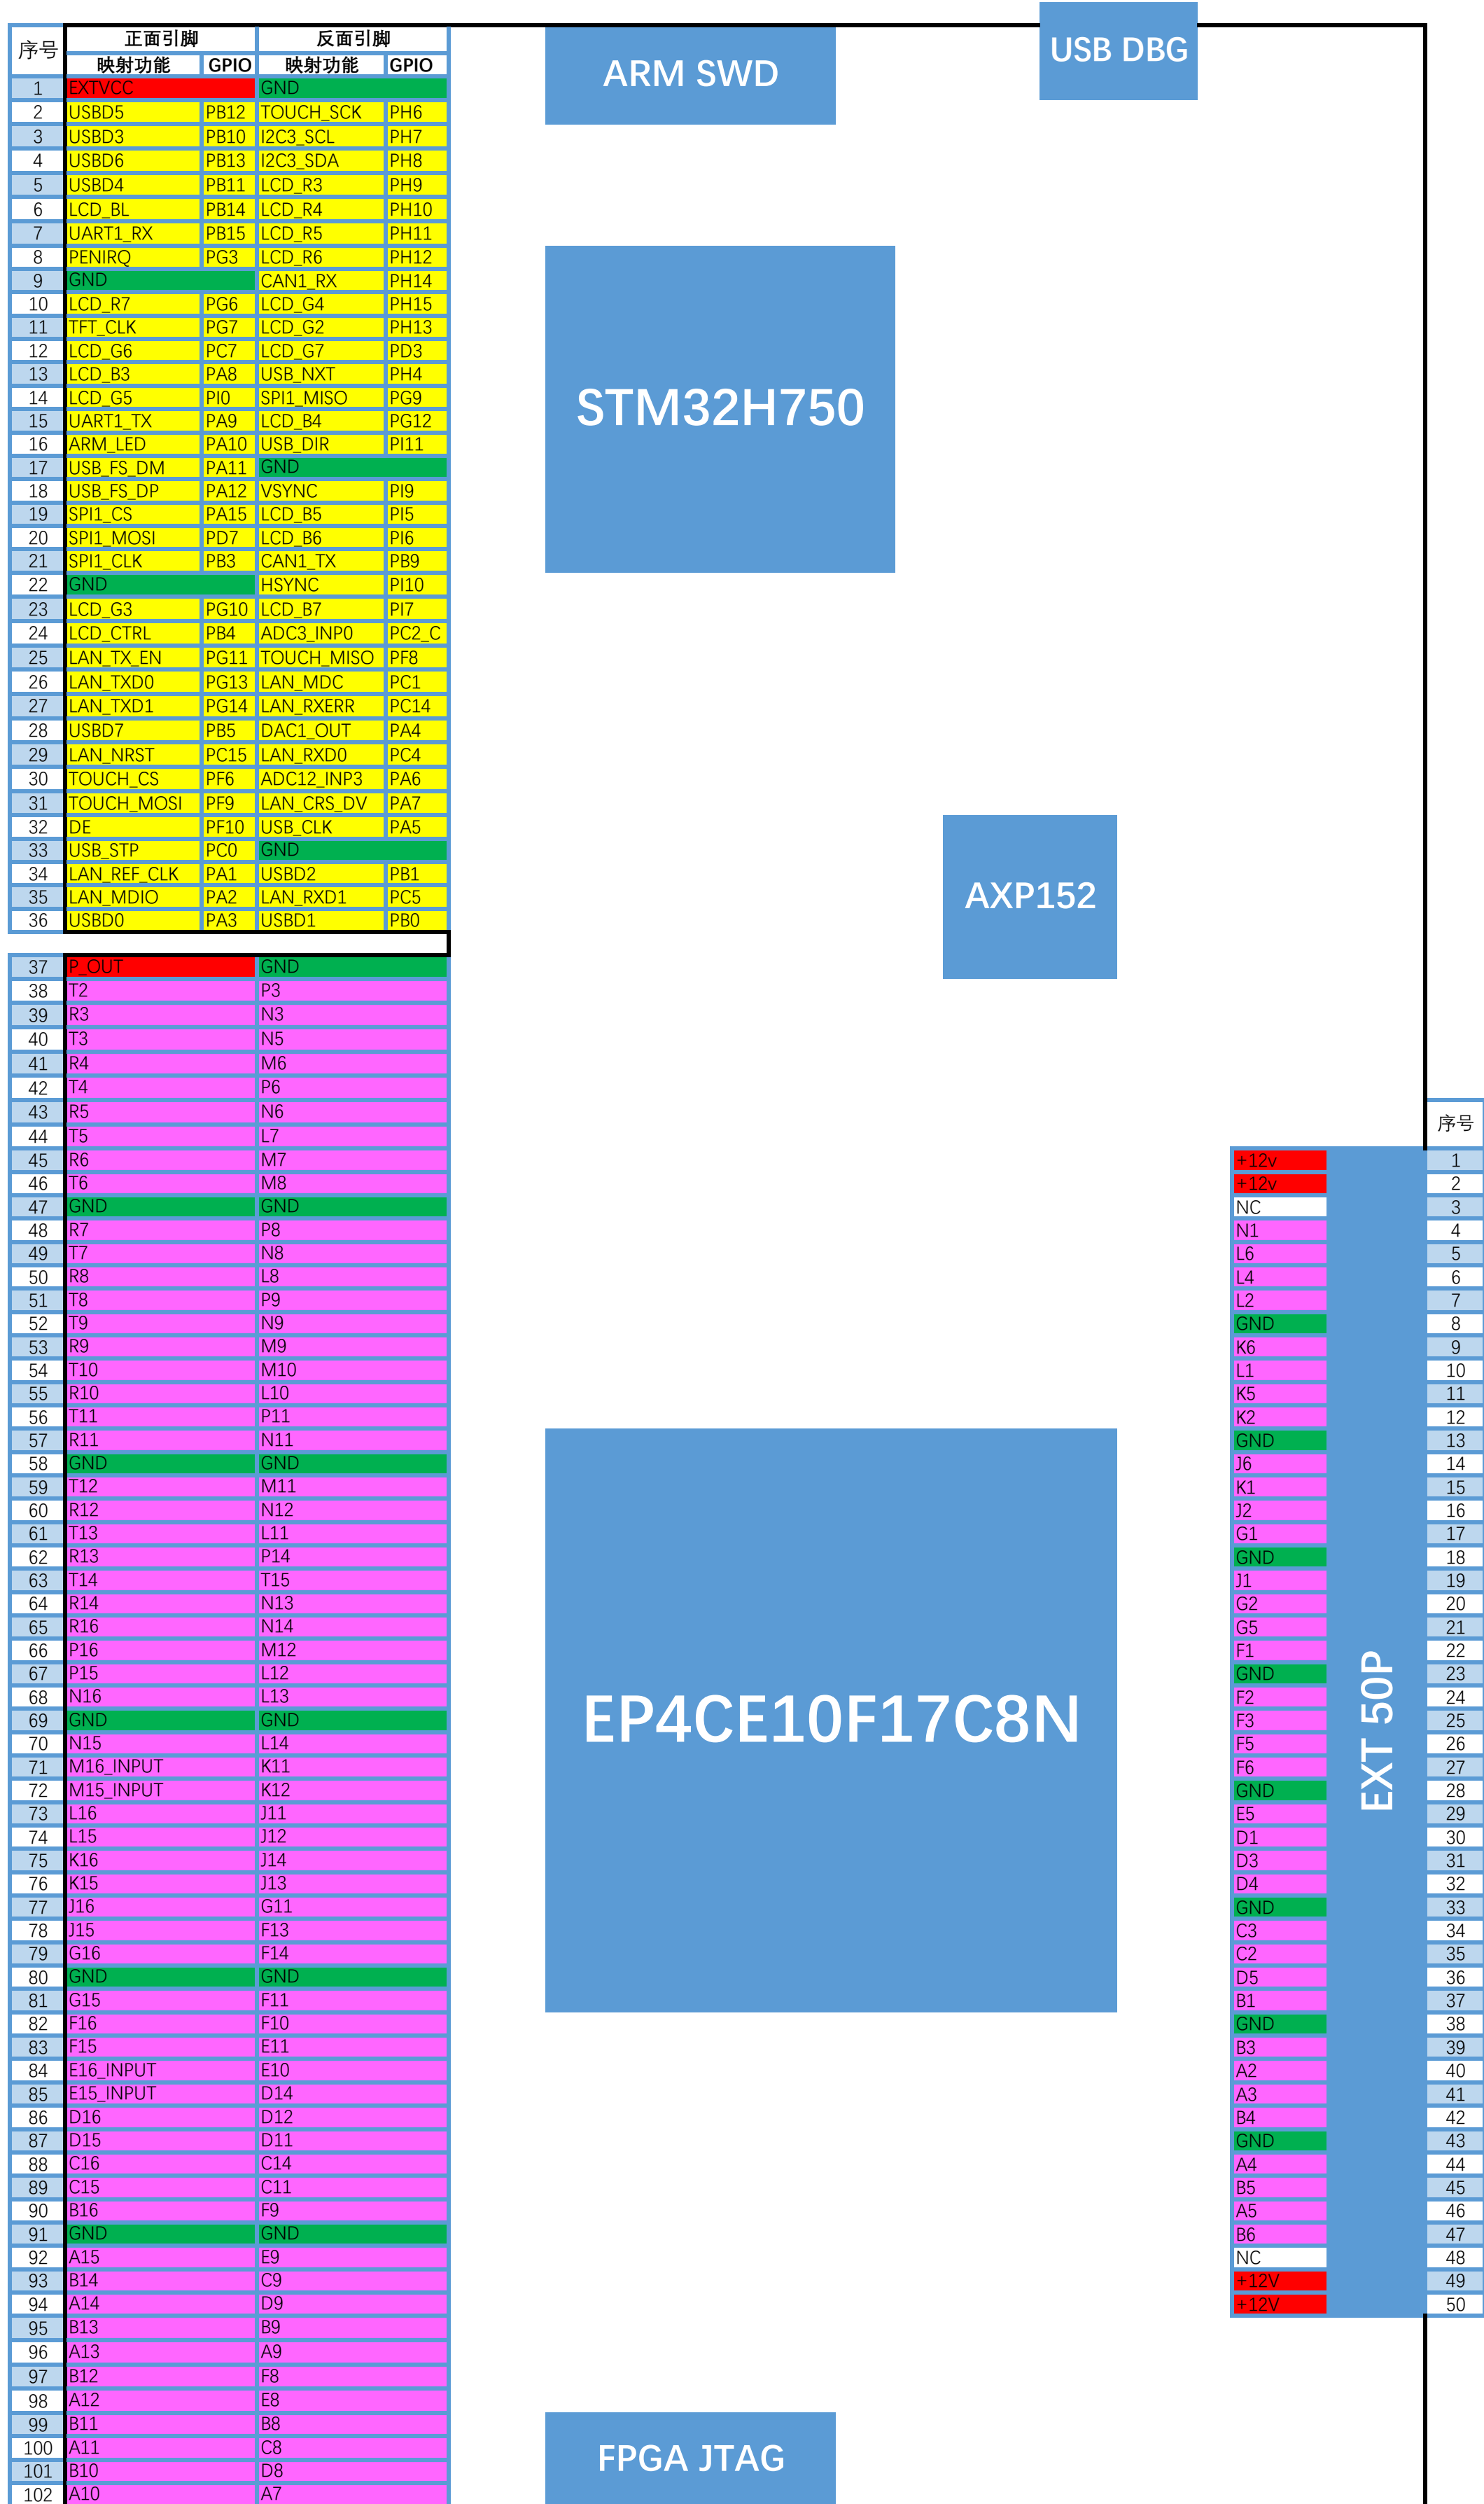 序号 正面引脚 反面引脚
映射功能 GPIO 映射功能 GPIO
1 EXTVCC GND
2 USBD5 PB12 TOUCH_SCK PH6
3 USBD3 PB10 I2C3_SCL PH7
4 USBD6 PB13 I2C3_SDA PH8
5 USBD4 PB11 LCD_R3 PH9
6 LCD_BL PB14 LCD_R4 PH10
7 UART1_RX PB15 LCD_R5 PH11
8 PENIRQ PG3 LCD_R6 PH12
9 GND CAN1_RX PH14
10 LCD_R7 PG6 LCD_G4 PH15
11 TFT_CLK PG7 LCD_G2 PH13
12 LCD_G6 PC7 LCD_G7 PD3
13 LCD_B3 PA8 USB_NXT PH4
14 LCD_G5 PI0 SPI1_MISO PG9
15 UART1_TX PA9 LCD_B4 PG12
16 ARM_LED PA10 USB_DIR PI11
17 USB_FS_DM PA11 GND
18 USB_FS_DP PA12 VSYNC PI9
19 SPI1_CS PA15 LCD_B5 PI5
20 SPI1_MOSI PD7 LCD_B6 PI6
21 SPI1_CLK PB3 CAN1_TX PB9
22 GND HSYNC PI10
23 LCD_G3 PG10 LCD_B7 PI7
24 LCD_CTRL PB4 ADC3_INP0 PC2_C
25 LAN_TX_EN PG11 TOUCH_MISO PF8
26 LAN_TXD0 PG13 LAN_MDC PC1
27 LAN_TXD1 PG14 LAN_RXERR PC14
28 USBD7 PB5 DAC1_OUT PA4
29 LAN_NRST PC15 LAN_RXD0 PC4
30 TOUCH_CS PF6 ADC12_INP3 PA6
31 TOUCH_MOSI PF9 LAN_CRS_DV PA7
32 DE PF10 USB_CLK PA5
33 USB_STP PC0 GND
34 LAN_REF_CLK PA1 USBD2 PB1
35 LAN_MDIO PA2 LAN_RXD1 PC5
36 USBD0 PA3 USBD1 PB0
37 P_OUT GND
38 T2 P3
39 R3 N3
40 T3 N5
41 R4 M6
42 T4 P6
43 R5 N6
44 T5 L7
45 R6 M7
46 T6 M8
47 GND GND
48 R7 P8
49 T7 N8
50 R8 L8
51 T8 P9
52 T9 N9
53 R9 M9
54 T10 M10
55 R10 L10
56 T11 P11
57 R11 N11
58 GND GND
59 T12 M11
60 R12 N12
61 T13 L11
62 R13 P14
63 T14 T15
64 R14 N13
65 R16 N14
66 P16 M12
67 P15 L12
68 N16 L13
69 GND GND
70 N15 L14
71 M16_INPUT K11
72 M15_INPUT K12
73 L16 J11
74 L15 J12
75 K16 J14
76 K15 J13
77 J16 G11
78 J15 F13
79 G16 F14
80 GND GND
81 G15 F11
82 F16 F10
83 F15 E11
84 E16_INPUT E10
85 E15_INPUT D14
86 D16 D12
87 D15 D11
88 C16 C14
89 C15 C11
90 B16 F9
91 GND GND
92 A15 E9
93 B14 C9
94 A14 D9
95 B13 B9
96 A13 A9
97 B12 F8
98 A12 E8
99 B11 B8
100 A11 C8
101 B10 D8
102 A10 A7
ARM SWD
USB DBG
STM32H750
AXP152
EP4CE10F17C8N
FPGA JTAG
EXT 50P
序号
+12v 1
+12v 2
NC 3
N1 4
L6 5
L4 6
L2 7
GND 8
K6 9
L1 10
K5 11
K2 12
GND 13
J6 14
K1 15
J2 16
G1 17
GND 18
J1 19
G2 20
G5 21
F1 22
GND 23
F2 24
F3 25
F5 26
F6 27
GND 28
E5 29
D1 30
D3 31
D4 32
GND 33
C3 34
C2 35
D5 36
B1 37
GND 38
B3 39
A2 40
A3 41
B4 42
GND 43
A4 44
B5 45
A5 46
B6 47
NC 48
+12V 49
+12V 50